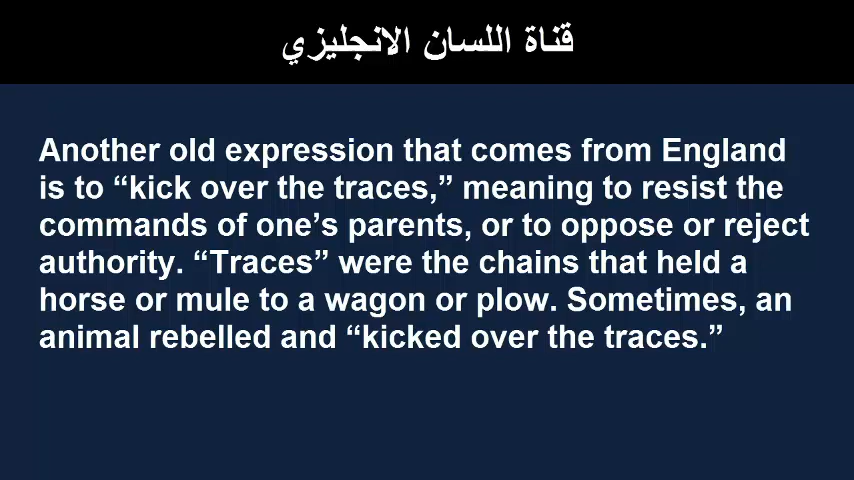 قناة اللسان الانجليزي
Another old expression that comes from England
is to “kick over the traces,” meaning to resist the
commands of one’s parents, or to oppose or reject
authority. “Traces” were the chains that held a
horse or mule to a wagon or plow. Sometimes, an
animal rebelled and “kicked over the traces.”